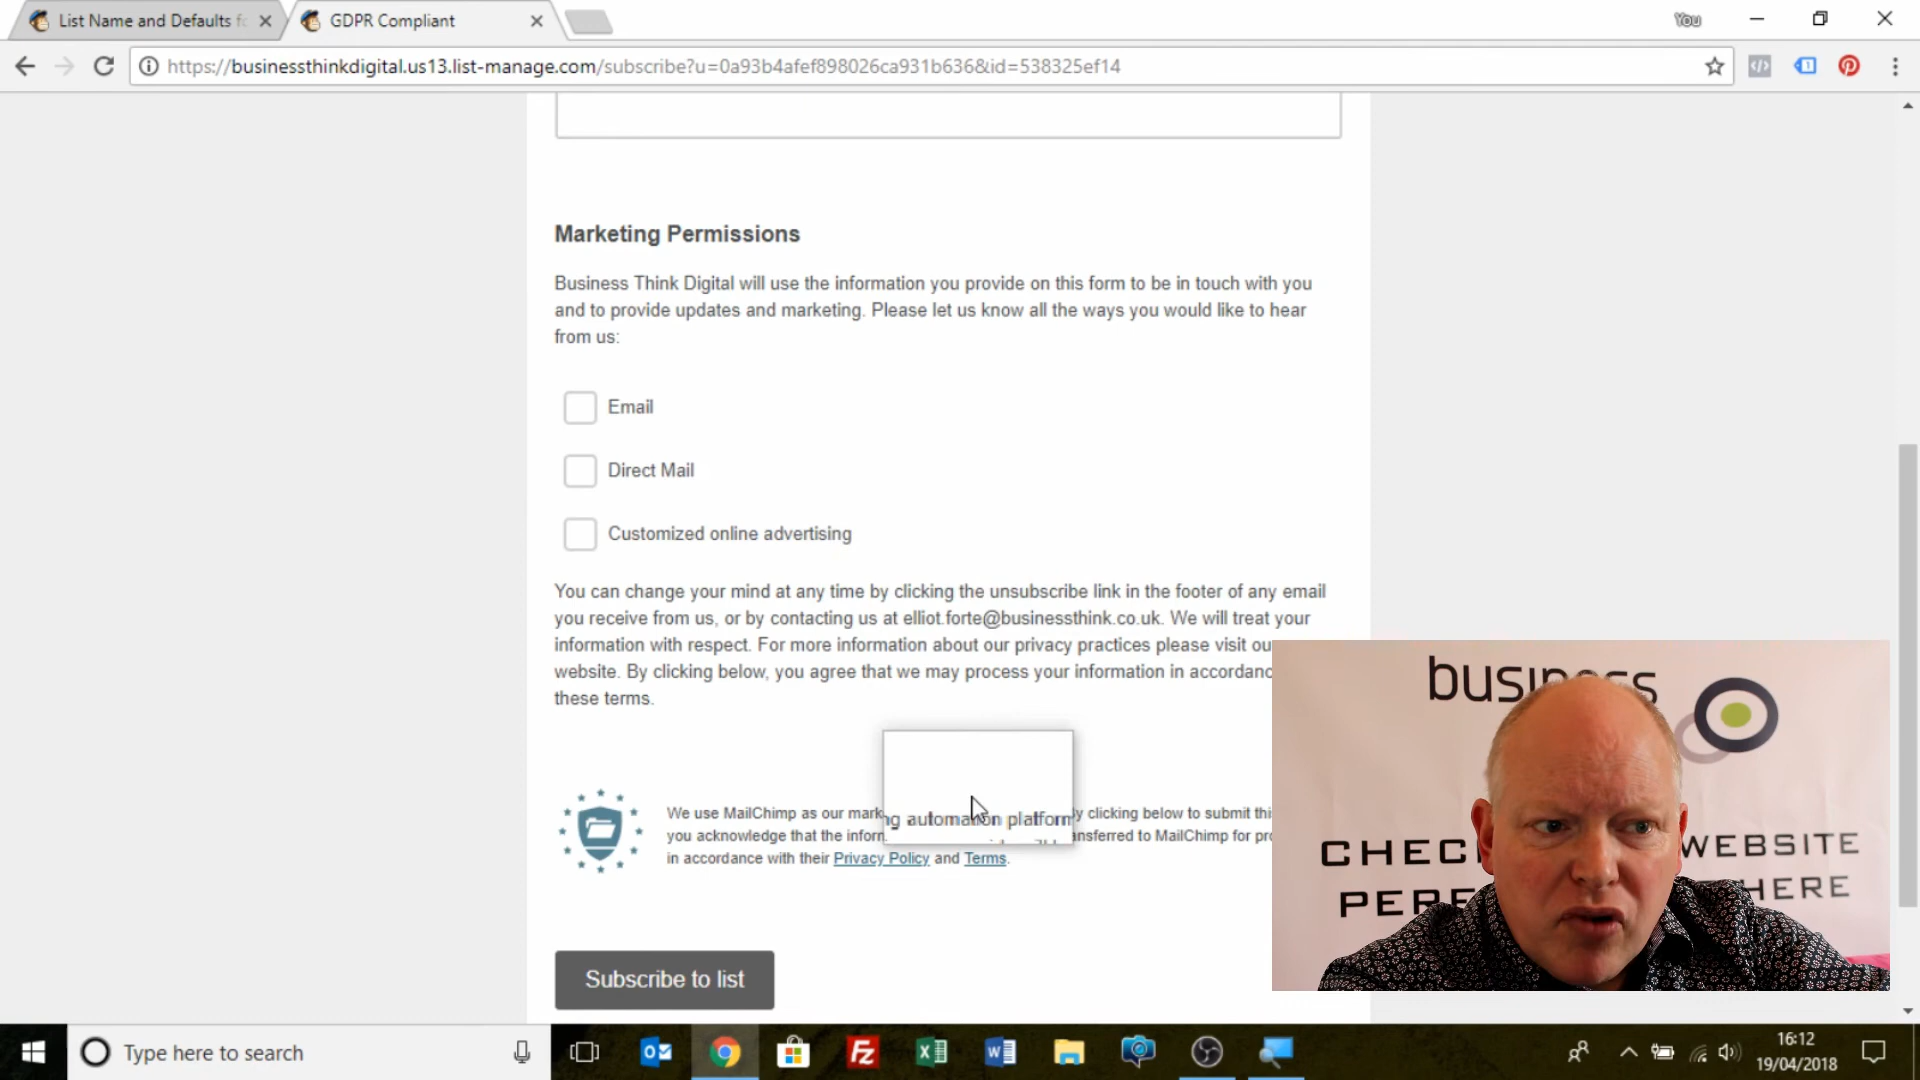 List Name and Defaults fo
GDPR Compliant
You
https://businessthinkdigital.us13.list-manage.com/subscribe?u=0a93b4afef898026ca931b636&id=538325ef14
Marketing Permissions
Business Think Digital will use the information you provide on this form to be in touch with you
and to provide updates and marketing. Please let us know all the ways you would like to hear
from us:
Email
Direct Mail
Customized online advertising
You can change your mind at any time by clicking the unsubscribe link in the footer of any email
you receive from us, or by contacting us at elliot.forte@businessthink.co.uk. We will treat your
information with respect. For more information about our privacy practices please visit ou
website. By clicking below, you agree that we may process your information in accordanc
these terms.
We use MailChimp as our mark ng automation platform y clicking below to submit thi
you acknowledge that the inforn ansferred to MailChimp for pro
in accordance with their Privacy Policy and Terms.
Subscribe to list
business
CHEC WEBSITE
PERF HERE
Type here to search
16:12
19/04/2018